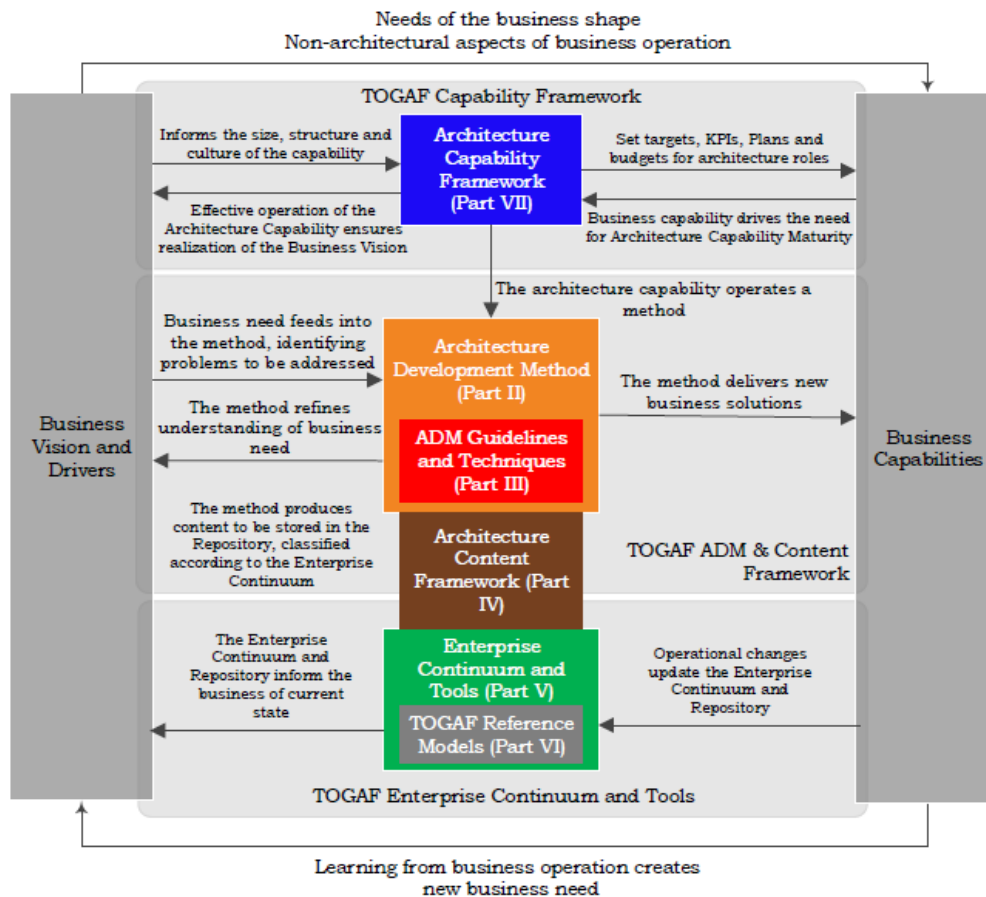 Needs of the business shape
Non-architectural aspects of business operation
TOGAF Capability Framework
Informs the size, structure and
culture of the capability
Architecture
Capability
Framework
(Part VII)
Set targets, KPIs, Plans and
budgets for architecture roles
Effective operation of the
Architecture Capability ensures
realization of the Business Vision
Business capability drives the need
for Architecture Capability Maturity
The architecture capability operates a
method
Business need feeds into
the method, identifying
problems to be addressed
Architecture
Development Method
(Part II)
The method delivers new
business solutions
The method refines
understanding of business
need
ADM Guidelines
and Techniques
(Part III)
Business
Vision and
Drivers
Business
Capabilities
The method produces
content to be stored in the
Repository, classified
according to the Enterprise
Continuum
Architecture
Content
Framework (Part
IV)
TOGAF ADM & Content
Framework
The Enterprise
Continuum and
Repository inform the
business of current
state
Enterprise
Continuum and
Tools (Part V)
TOGAF Reference
Models (Part VI)
Operational changes
update the Enterprise
Continuum and
Repository
TOGAF Enterprise Continuum and Tools
Learning from business operation creates
new business need